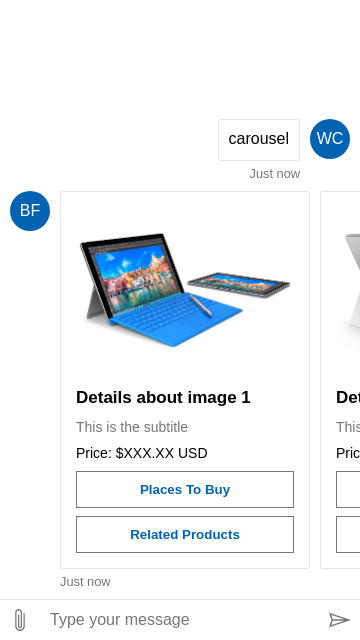 carousel
WC
Just now
BF
Details about image 1
This is the subtitle
Price: $XXX.XX USD
Places To Buy
Related Products
Det
This
Pric
Just now
Type your message